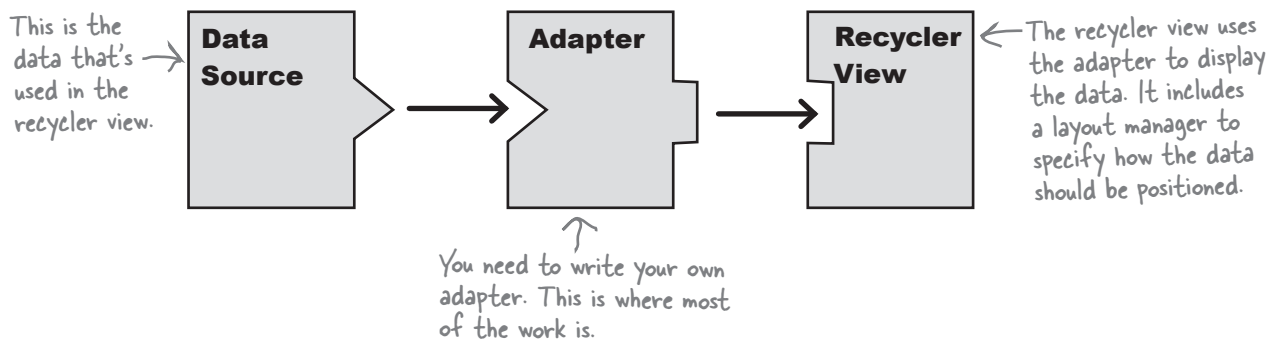 This is the
data that's
used in the
recycler view.
Data
Source
Adapter
Recycler
View
The recycler view uses
the adapter to display
the data. It includes
a layout manager to
specify how the data
should be positioned.
You need to write your own
adapter. This is where most
of the work is.